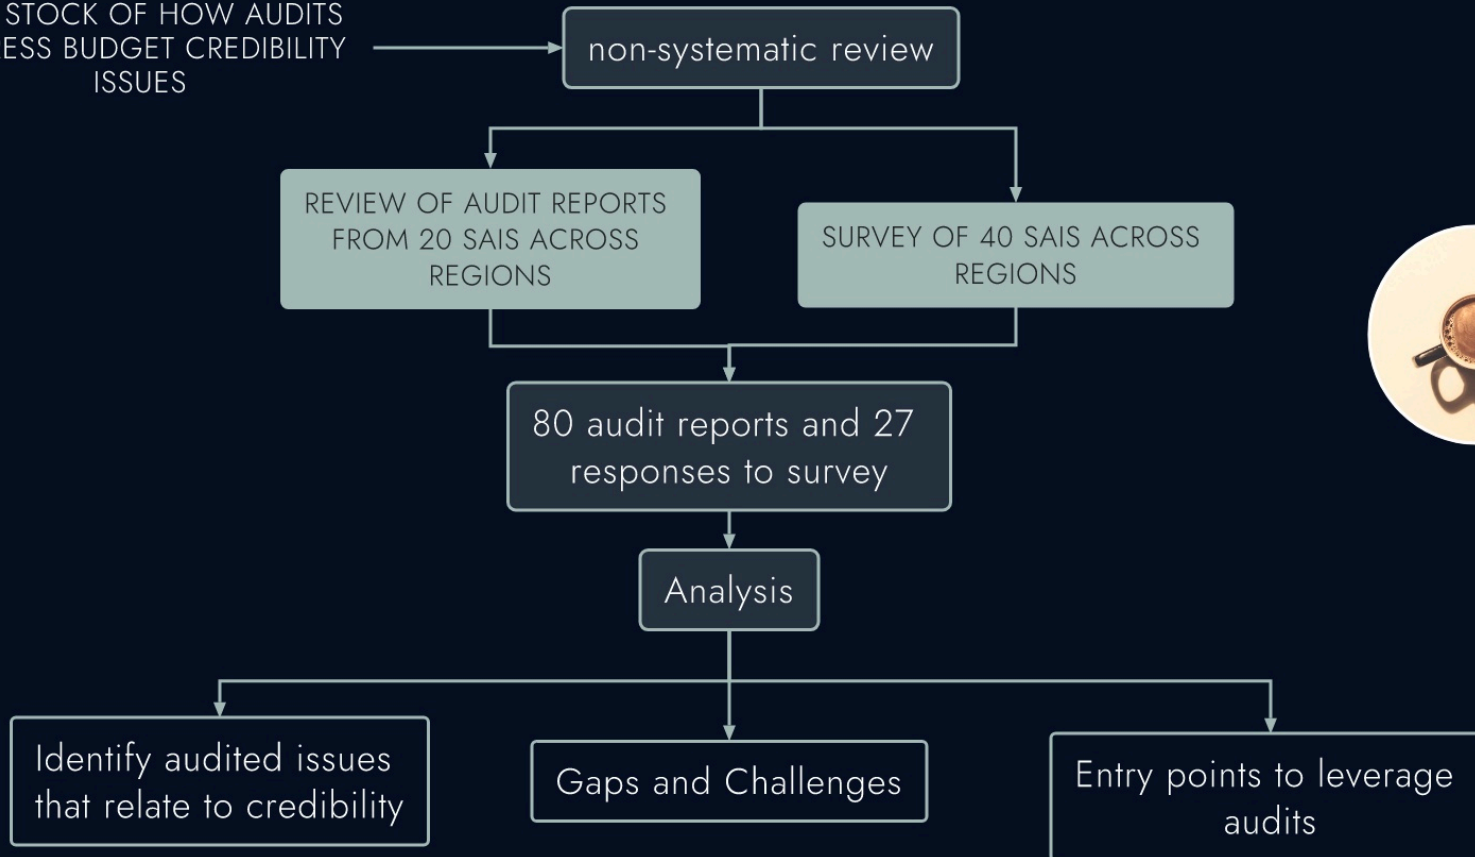 STOCK OF HOW AUDITS
ESS BUDGET CREDIBILITY
ISSUES
non-systematic review
REVIEW OF AUDIT REPORTS
FROM 20 SAIS ACROSS
REGIONS
SURVEY OF 40 SAIS ACROSS
REGIONS
80 audit reports and 27
responses to survey
Analysis
Identify audited issues
that relate to credibility
Gaps and Challenges
Entry points to leverage
audits